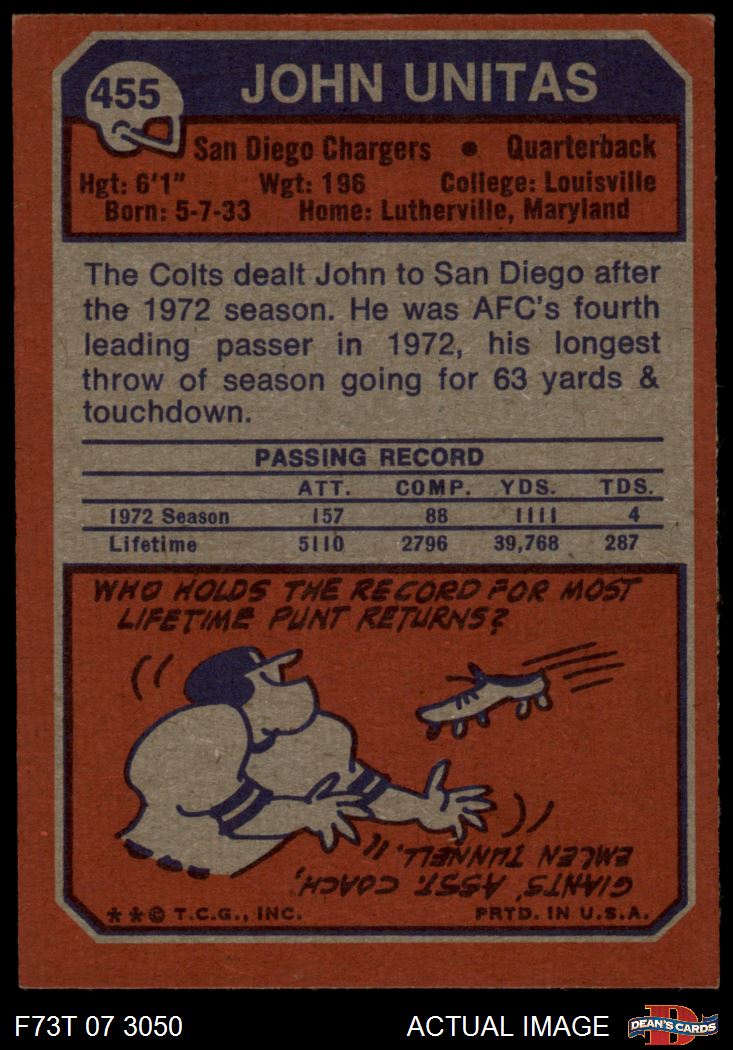 455
JOHN UNITAS
San Diego Chargers • Quarterback
Hgt: 6'1" Wgt: 196 College: Louisville
Born: 5-7-33 Home: Lutherville, Maryland
The Colts dealt John to San Diego after
the 1972 season. He was AFC's fourth
leading passer in 1972, his longest
throw of season going for 63 yards &
touchdown.
PASSING RECORD
ATT. COMP. YDS. TDS.
1972 Season 157 88 1111 4
Lifetime 5110 2796 39,768 287
WHO HOLDS THE RECORD FOR MOST
LIFETIME PUNT RETURNS?
GIANTS' ASST. COACH,
EMLEN TUNNELL.
**© T.C.G., INC. PRTD. IN U.S.A.
F73T 07 3050 ACTUAL IMAGE D DEAN'S CARDS